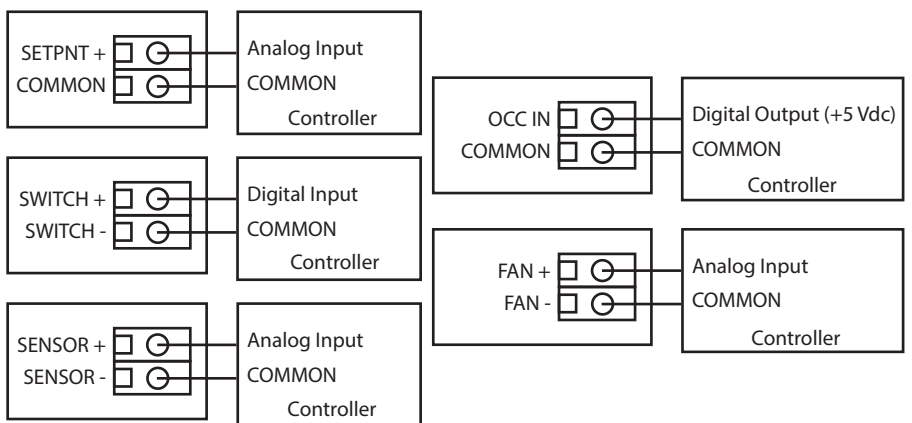 SETPNT +
COMMON
Analog Input
COMMON
Controller
SWITCH +
SWITCH -
Digital Input
COMMON
Controller
SENSOR +
SENSOR -
Analog Input
COMMON
Controller
OCC IN
COMMON
Digital Output (+5 Vdc)
COMMON
Controller
FAN +
FAN -
Analog Input
COMMON
Controller